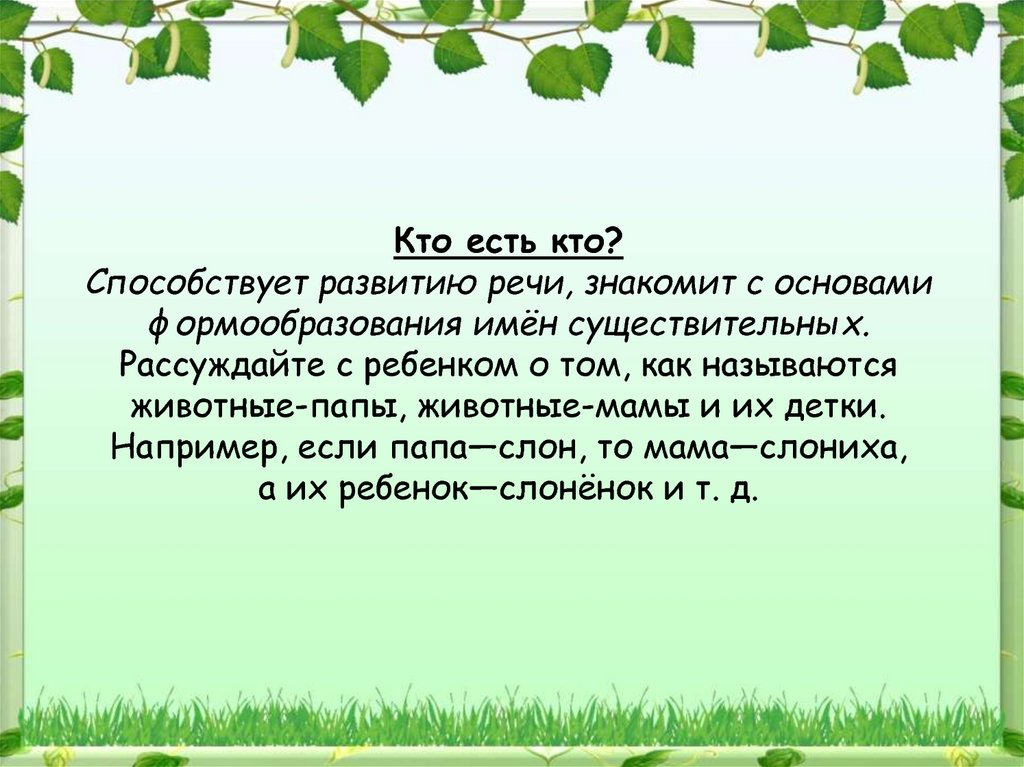 Кто есть кто?
Способствует развитию речи, знакомит с основами
формообразования имён существительных.
Рассуждайте с ребенком о том, как называются
животные-папы, животные-мамы и их детки.
Например, если папа—слон, то мама—слониха,
а их ребенок—слонёнок и т. д.